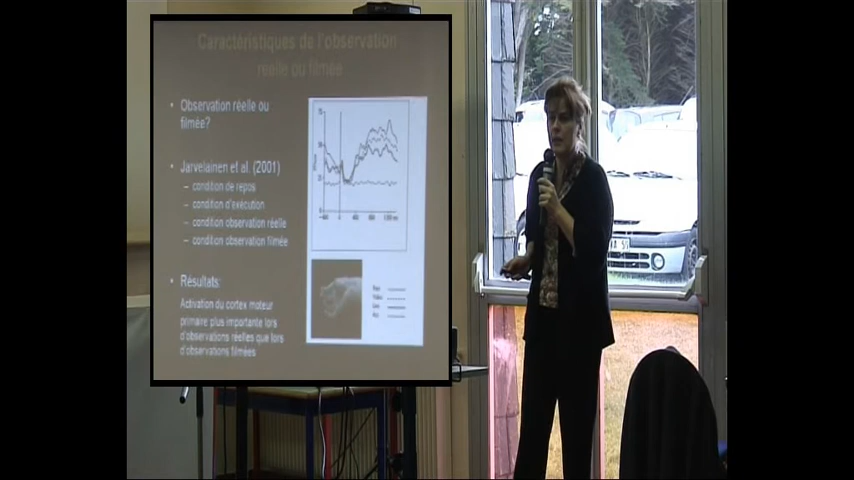 Caractéristiques de l'observation
réelle ou filmée
• Observation réelle ou
filmée?
• Jarvelainen et al. (2001)
– condition de repos
– condition d'exécution
– condition observation réelle
– condition observation filmée
• Résultats:
Activation du cortex moteur
primaire plus importante lors
d'observations réelles que lors
d'observations filmées